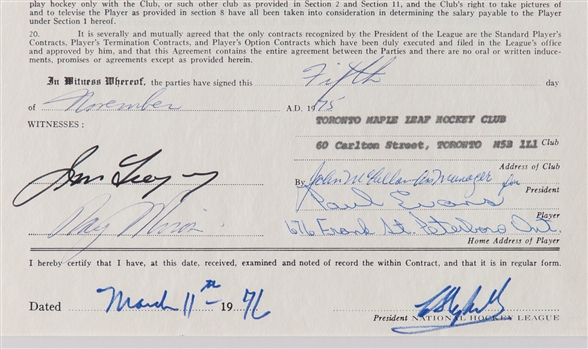 play hockey only with the Club, or such other club as provided in Section 2 and Section 11, and the Club's right to take pictures of
and to televise the Player as provided in section 8 have all been taken into consideration in determining the salary payable to the Player
under Section 1 hereof.
20. It is severally and mutually agreed that the only contracts recognized by the President of the League are the Standard Player's
Contracts, Player's Termination Contracts, and Player's Option Contracts which have been duly executed and filed in the League's office
and approved by him, and that this Agreement contains the entire agreement between the Parties and there are no oral or written induce-
ments, promises or agreements except as provided herein.
In Witness Whereof, the parties have signed this Fifth day
of November A.D. 1975
WITNESSES : TORONTO MAPLE LEAF HOCKEY CLUB
60 Carlton Street, TORONTO M5B 1L1 Club
Address of Club
By John McLellan Manager for
President
Paul Evans
Player
676 Frank St. Peterboro Ont.
Home Address of Player
I hereby certify that I have, at this date, received, examined and noted of record the within Contract, and that it is in regular form.
Dated March 11th 1976
President NATIONAL HOCKEY LEAGUE